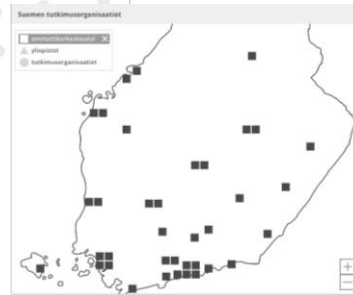 Suomen tutkimusorganisaatiot
ammattikorkeakoulut X
yliopistot
tutkimusorganisaatiot
+
−